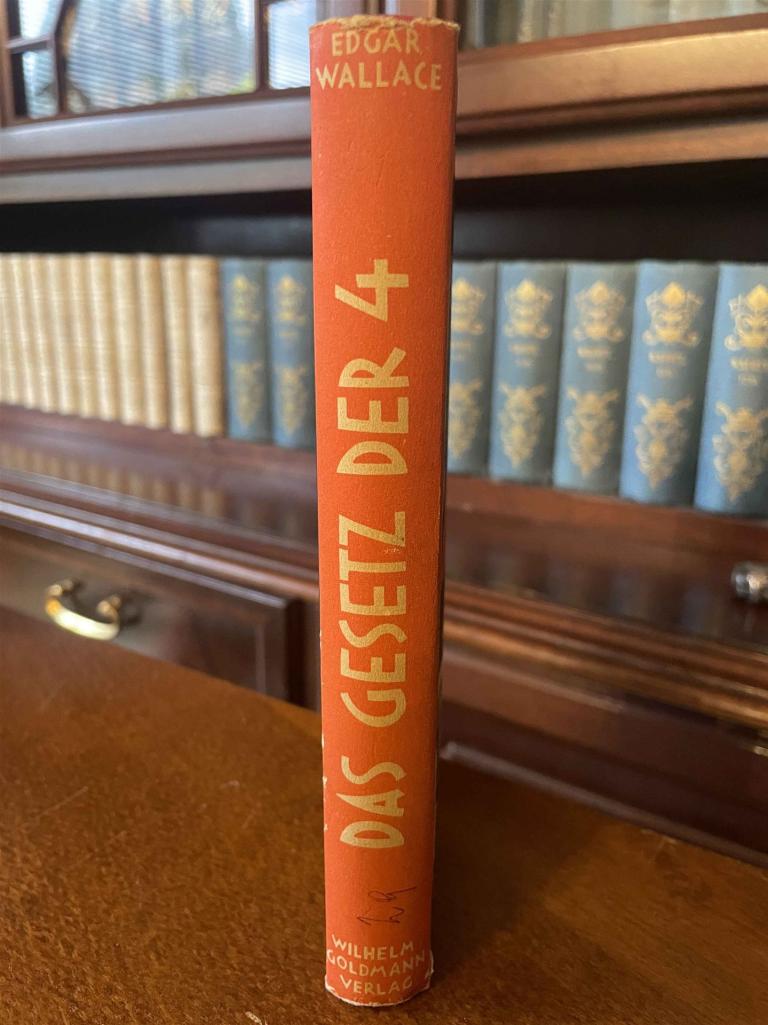 EDGAR
WALLACE
DAS GESETZ DER 4
WILHELM
GOLDMANN
VERLAG